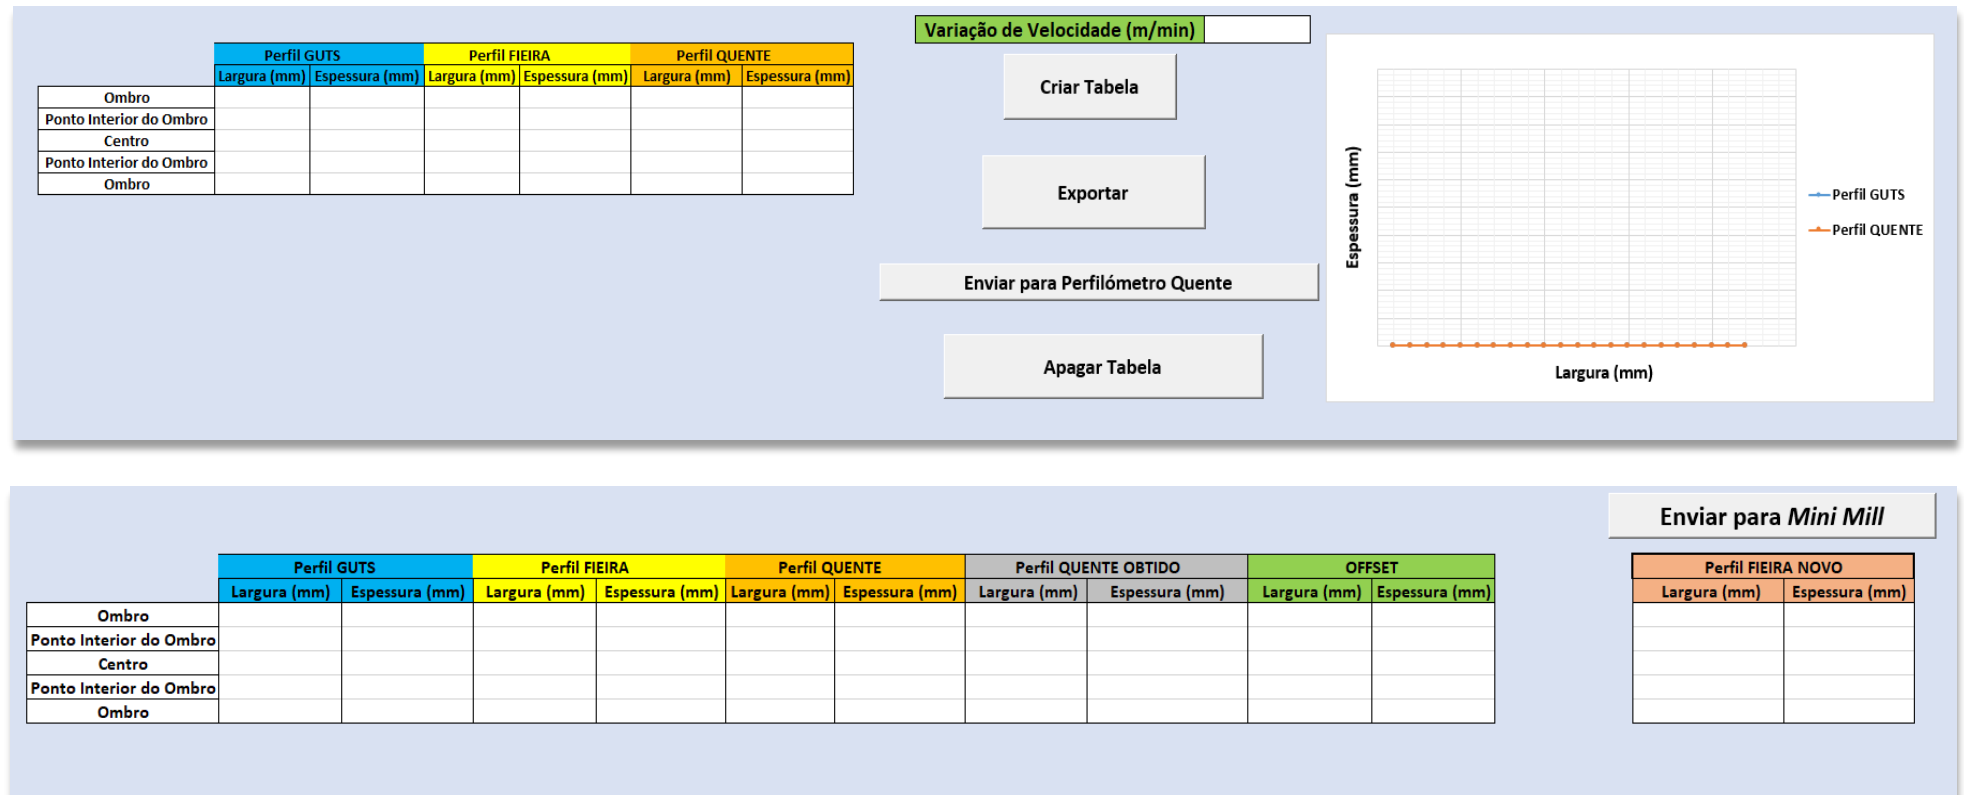 Variação de Velocidade (m/min)
Perfil GUTS Perfil FIEIRA Perfil QUENTE
Largura (mm) Espessura (mm) Largura (mm) Espessura (mm) Largura (mm) Espessura (mm)
Ombro
Ponto Interior do Ombro
Centro
Ponto Interior do Ombro
Ombro
Criar Tabela
Exportar
Enviar para Perfilómetro Quente
Apagar Tabela
Espessura (mm)
Perfil GUTS
Perfil QUENTE
Largura (mm)
Enviar para Mini Mill
Perfil GUTS Perfil FIEIRA Perfil QUENTE Perfil QUENTE OBTIDO OFFSET Perfil FIEIRA NOVO
Largura (mm) Espessura (mm) Largura (mm) Espessura (mm) Largura (mm) Espessura (mm) Largura (mm) Espessura (mm) Largura (mm) Espessura (mm) Largura (mm) Espessura (mm)
Ombro
Ponto Interior do Ombro
Centro
Ponto Interior do Ombro
Ombro